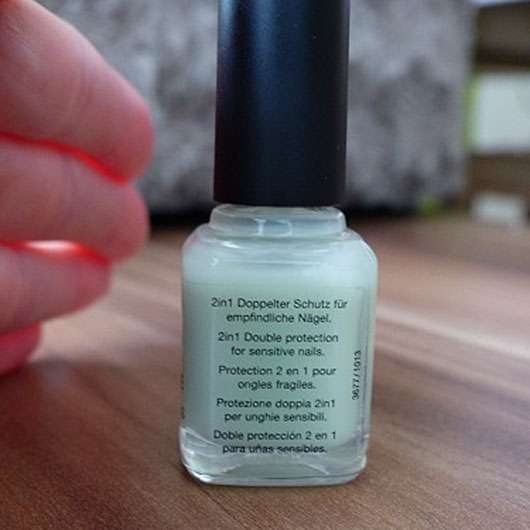 2in1 Doppelter Schutz für
empfindliche Nägel.
2in1 Double protection
for sensitive nails.
Protection 2 en 1 pour
ongles fragiles.
Protezione doppia 2in1
per unghie sensibili.
Doble protección 2 en 1
para uñas sensibles.
3677/1013